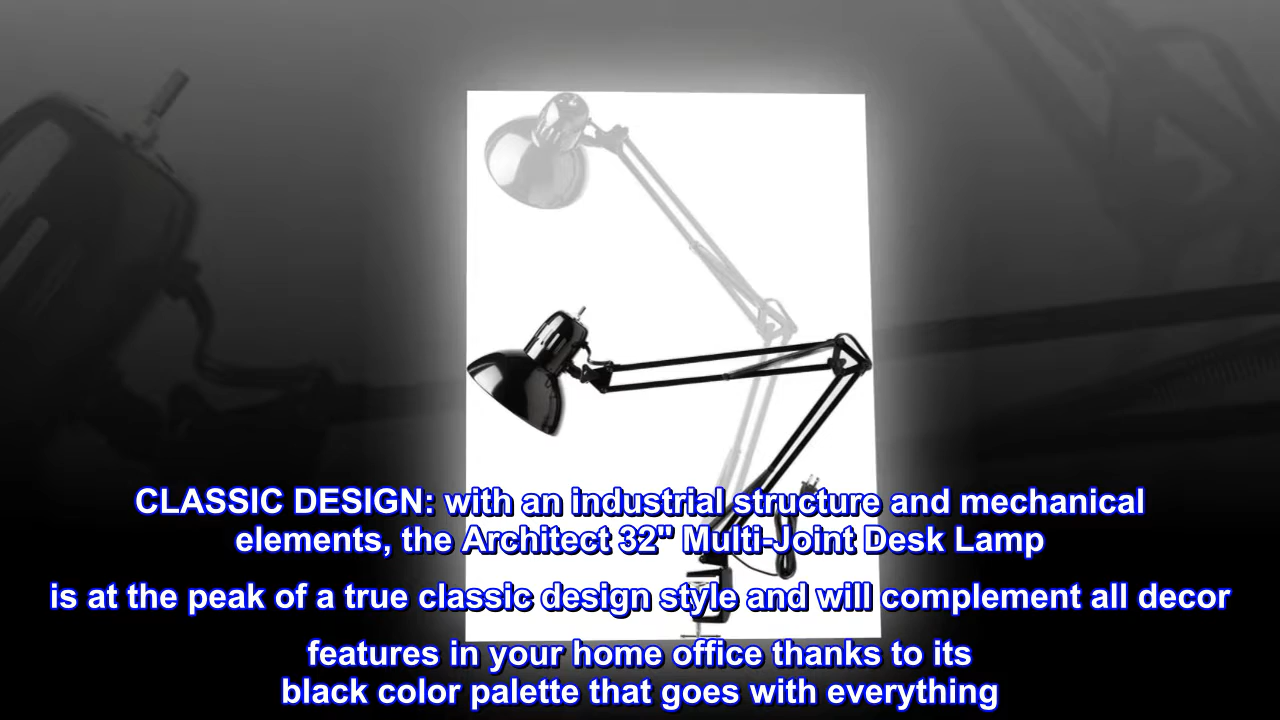 CLASSIC DESIGN: with an industrial structure and mechanical
elements, the Architect 32" Multi-Joint Desk Lamp
is at the peak of a true classic design style and will complement all decor
features in your home office thanks to its
black color palette that goes with everything